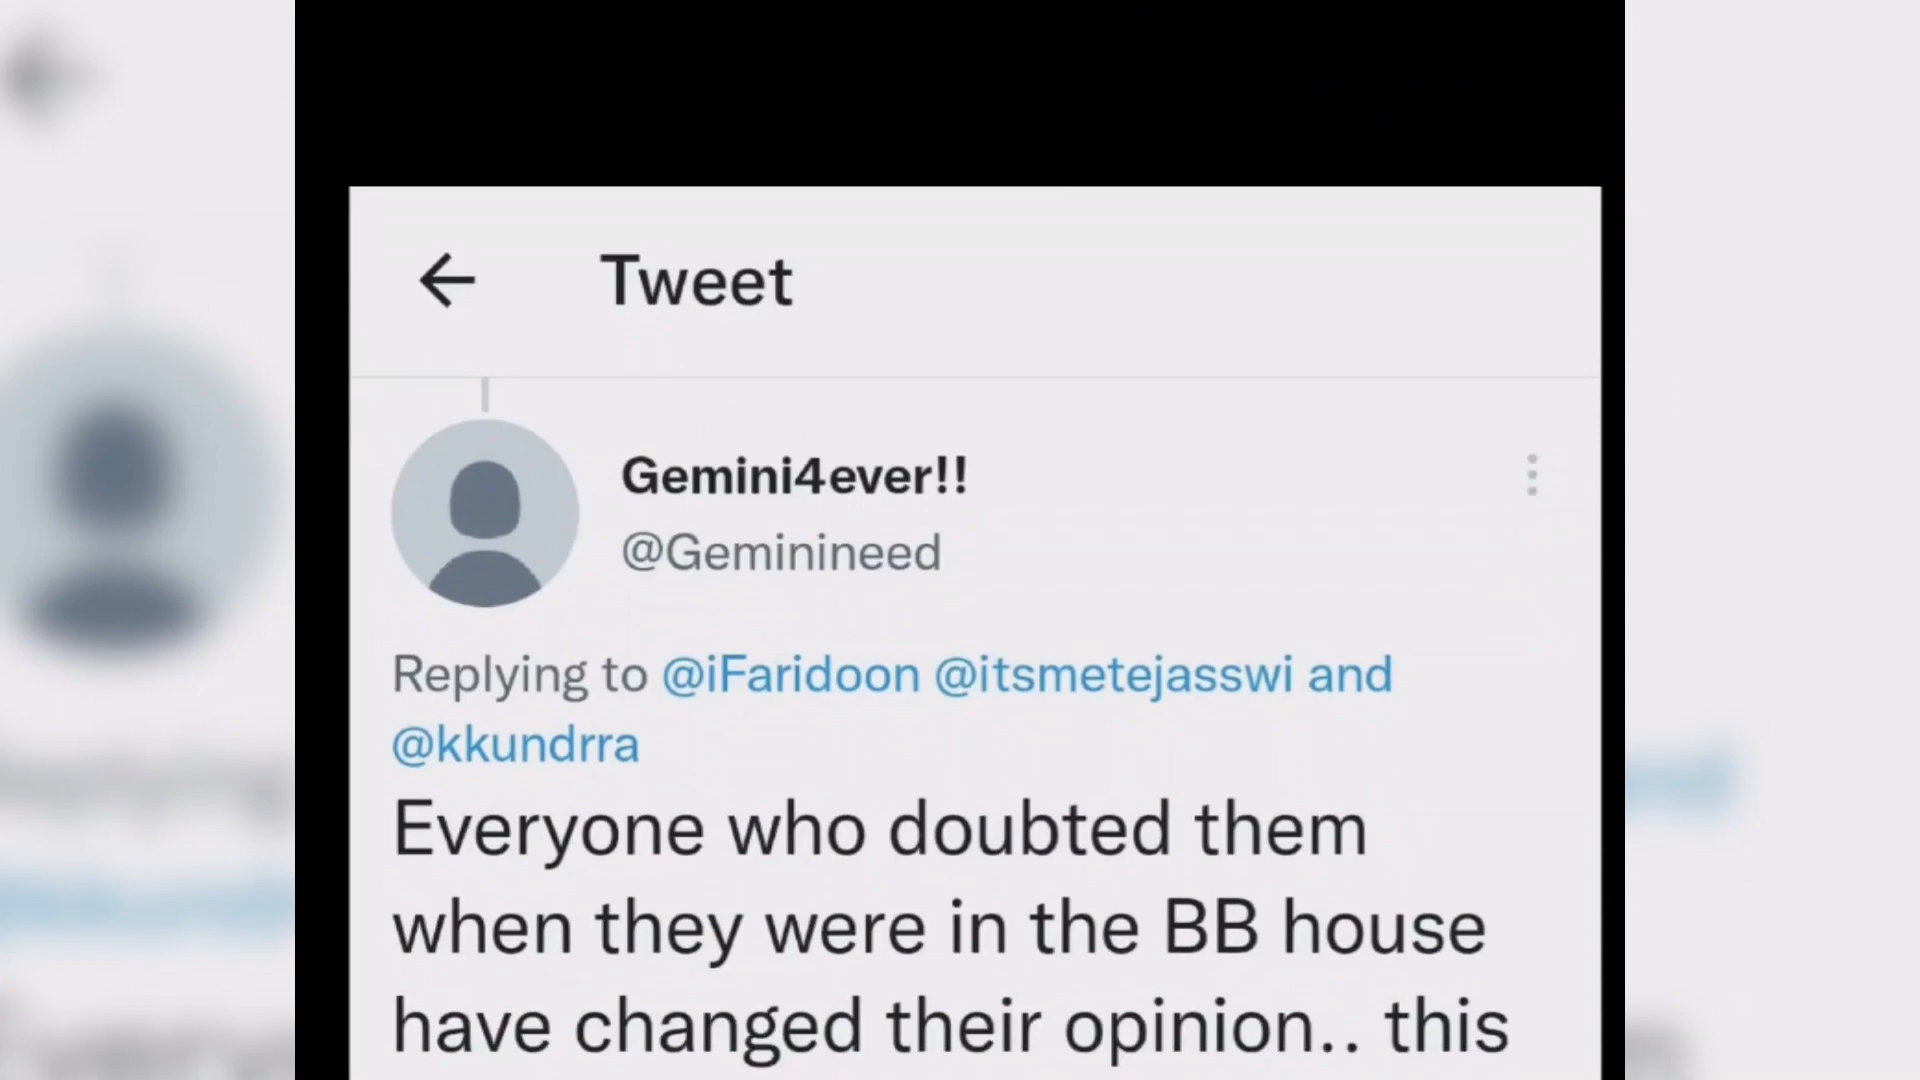 Tweet
Gemini4ever!!
@Geminineed
Replying to @iFaridoon @itsmetejasswi and
@kkundrra
Everyone who doubted them
when they were in the BB house
have changed their opinion.. this